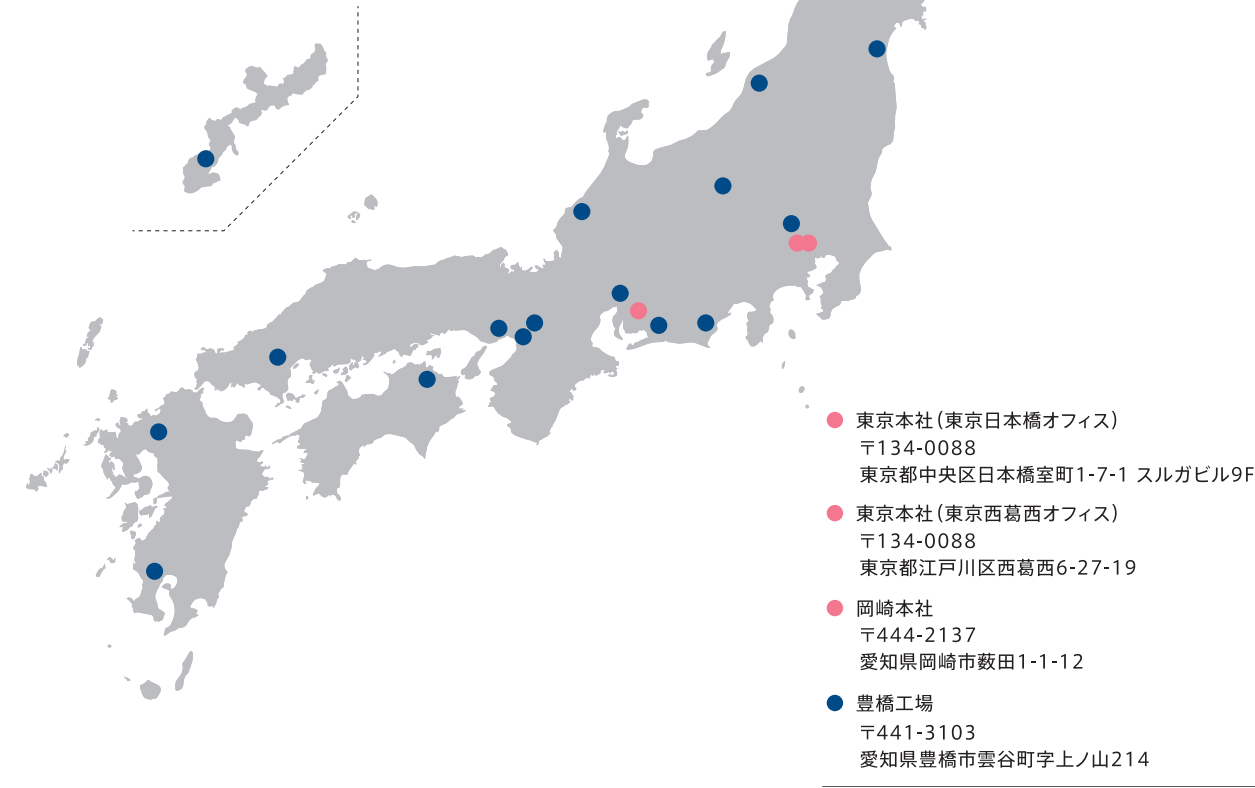 東京本社(東京日本橋オフィス)
〒134-0088
東京都中央区日本橋室町1-7-1 スルガビル9F
東京本社(東京西葛西オフィス)
〒134-0088
東京都江戸川区西葛西6-27-19
岡崎本社
〒444-2137
愛知県岡崎市薮田1-1-12
豊橋工場
〒441-3103
愛知県豊橋市雲谷町字上ノ山214